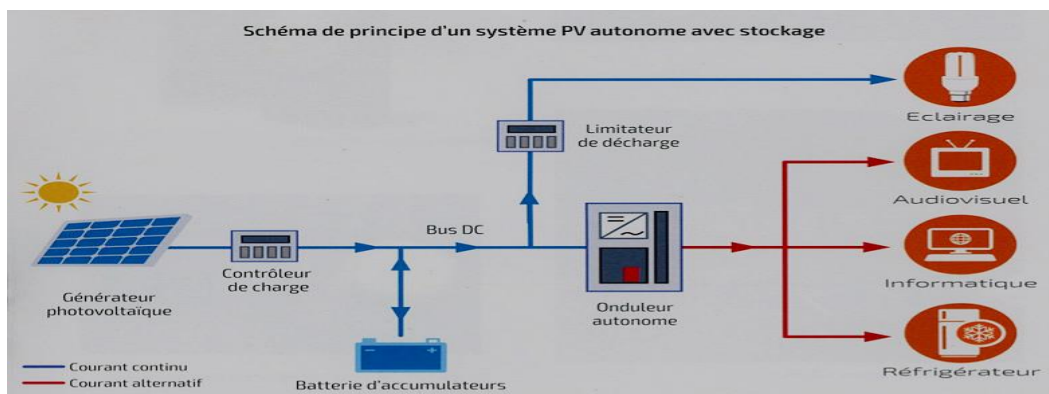 Schéma de principe d'un système PV autonome avec stockage
Eclairage
Limitateur
de décharge
Audiovisuel
Bus DC
Contrôleur
de charge
Informatique
Générateur
photovoltaïque
Onduleur
autonome
Courant continu
Courant alternatif
Batterie d'accumulateurs
Réfrigérateur